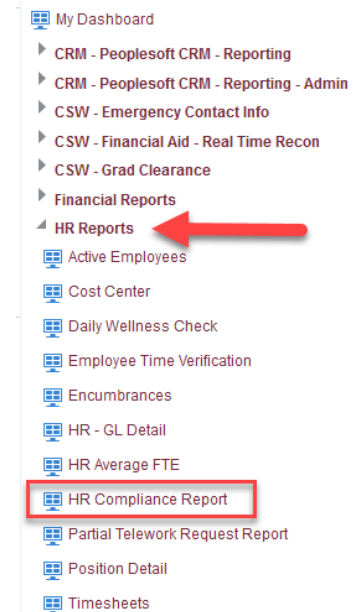 My Dashboard
CRM - Peoplesoft CRM - Reporting
CRM - Peoplesoft CRM - Reporting - Admin
CSW - Emergency Contact Info
CSW - Financial Aid - Real Time Recon
CSW - Grad Clearance
Financial Reports
HR Reports
Active Employees
Cost Center
Daily Wellness Check
Employee Time Verification
Encumbrances
HR - GL Detail
HR Average FTE
HR Compliance Report
Partial Telework Request Report
Position Detail
Timesheets